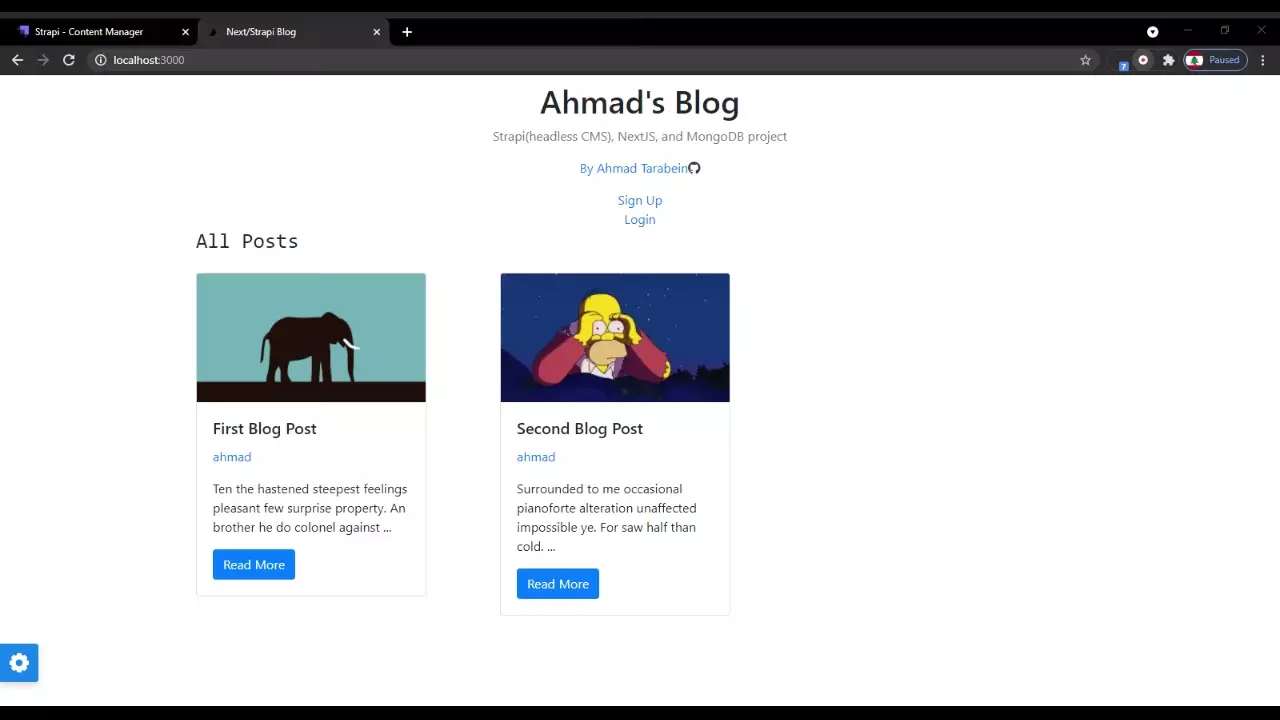 Strapi - Content Manager
Next/Strapi Blog
localhost:3000
7
Paused
Ahmad's Blog
Strapi(headless CMS), NextJS, and MongoDB project
By Ahmad Tarabein
Sign Up
Login
All Posts
First Blog Post
ahmad
Ten the hastened steepest feelings
pleasant few surprise property. An
brother he do colonel against ...
Read More
Second Blog Post
ahmad
Surrounded to me occasional
pianoforte alteration unaffected
impossible ye. For saw half than
cold. ...
Read More